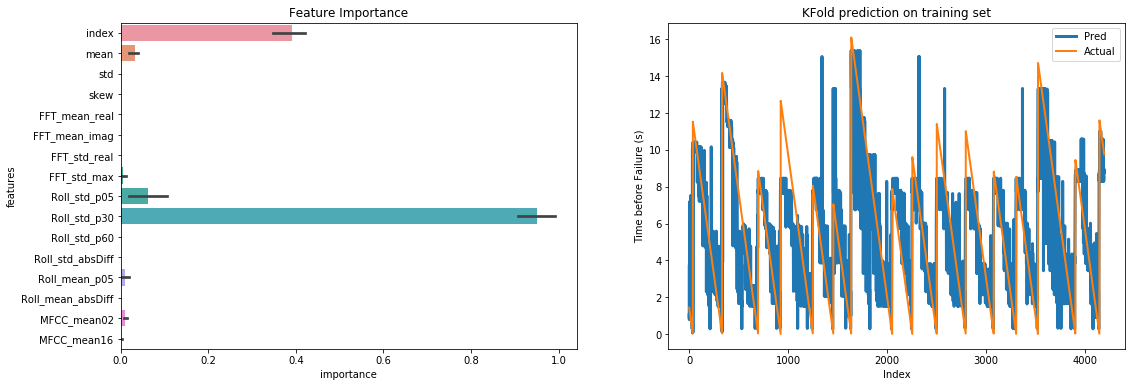 Feature Importance
features
index
mean
std
skew
FFT_mean_real
FFT_mean_imag
FFT_std_real
FFT_std_max
Roll_std_p05
Roll_std_p30
Roll_std_p60
Roll_std_absDiff
Roll_mean_p05
Roll_mean_absDiff
MFCC_mean02
MFCC_mean16
0.0 0.2 0.4 0.6 0.8 1.0
importance
KFold prediction on training set
Time before Failure (s)
16
14
12
10
8
6
4
2
0
Pred
Actual
0 1000 2000 3000 4000
Index